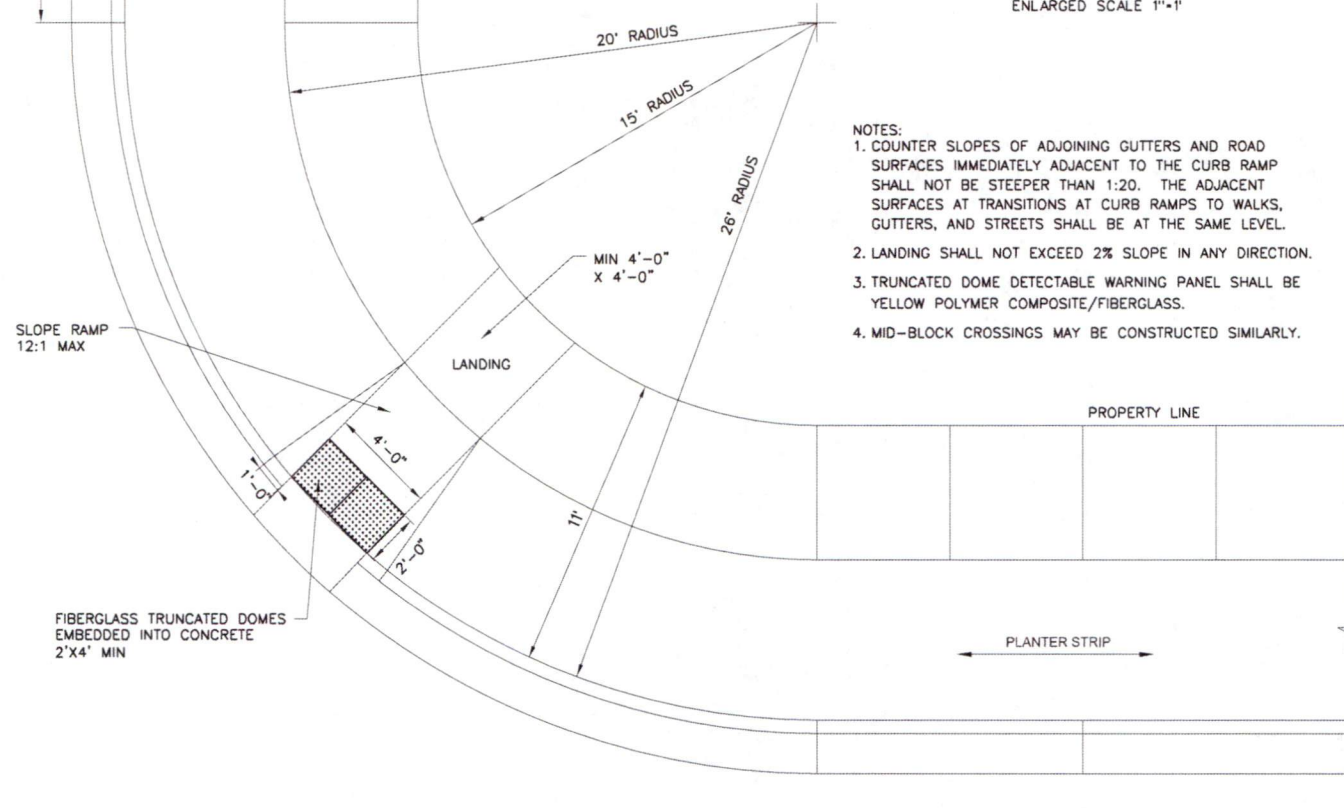 ENLARGED SCALE 1"=1'
20' RADIUS
15' RADIUS
26' RADIUS
NOTES:
1. COUNTER SLOPES OF ADJOINING GUTTERS AND ROAD
SURFACES IMMEDIATELY ADJACENT TO THE CURB RAMP
SHALL NOT BE STEEPER THAN 1:20. THE ADJACENT
SURFACES AT TRANSITIONS AT CURB RAMPS TO WALKS,
GUTTERS, AND STREETS SHALL BE AT THE SAME LEVEL.
2. LANDING SHALL NOT EXCEED 2% SLOPE IN ANY DIRECTION.
3. TRUNCATED DOME DETECTABLE WARNING PANEL SHALL BE
YELLOW POLYMER COMPOSITE/FIBERGLASS.
4. MID-BLOCK CROSSINGS MAY BE CONSTRUCTED SIMILARLY.
MIN 4'-0"
X 4'-0"
SLOPE RAMP
12:1 MAX
LANDING
PROPERTY LINE
4'-0"
1'-0"
11'
2'-0"
FIBERGLASS TRUNCATED DOMES
EMBEDDED INTO CONCRETE
2'X4' MIN
PLANTER STRIP